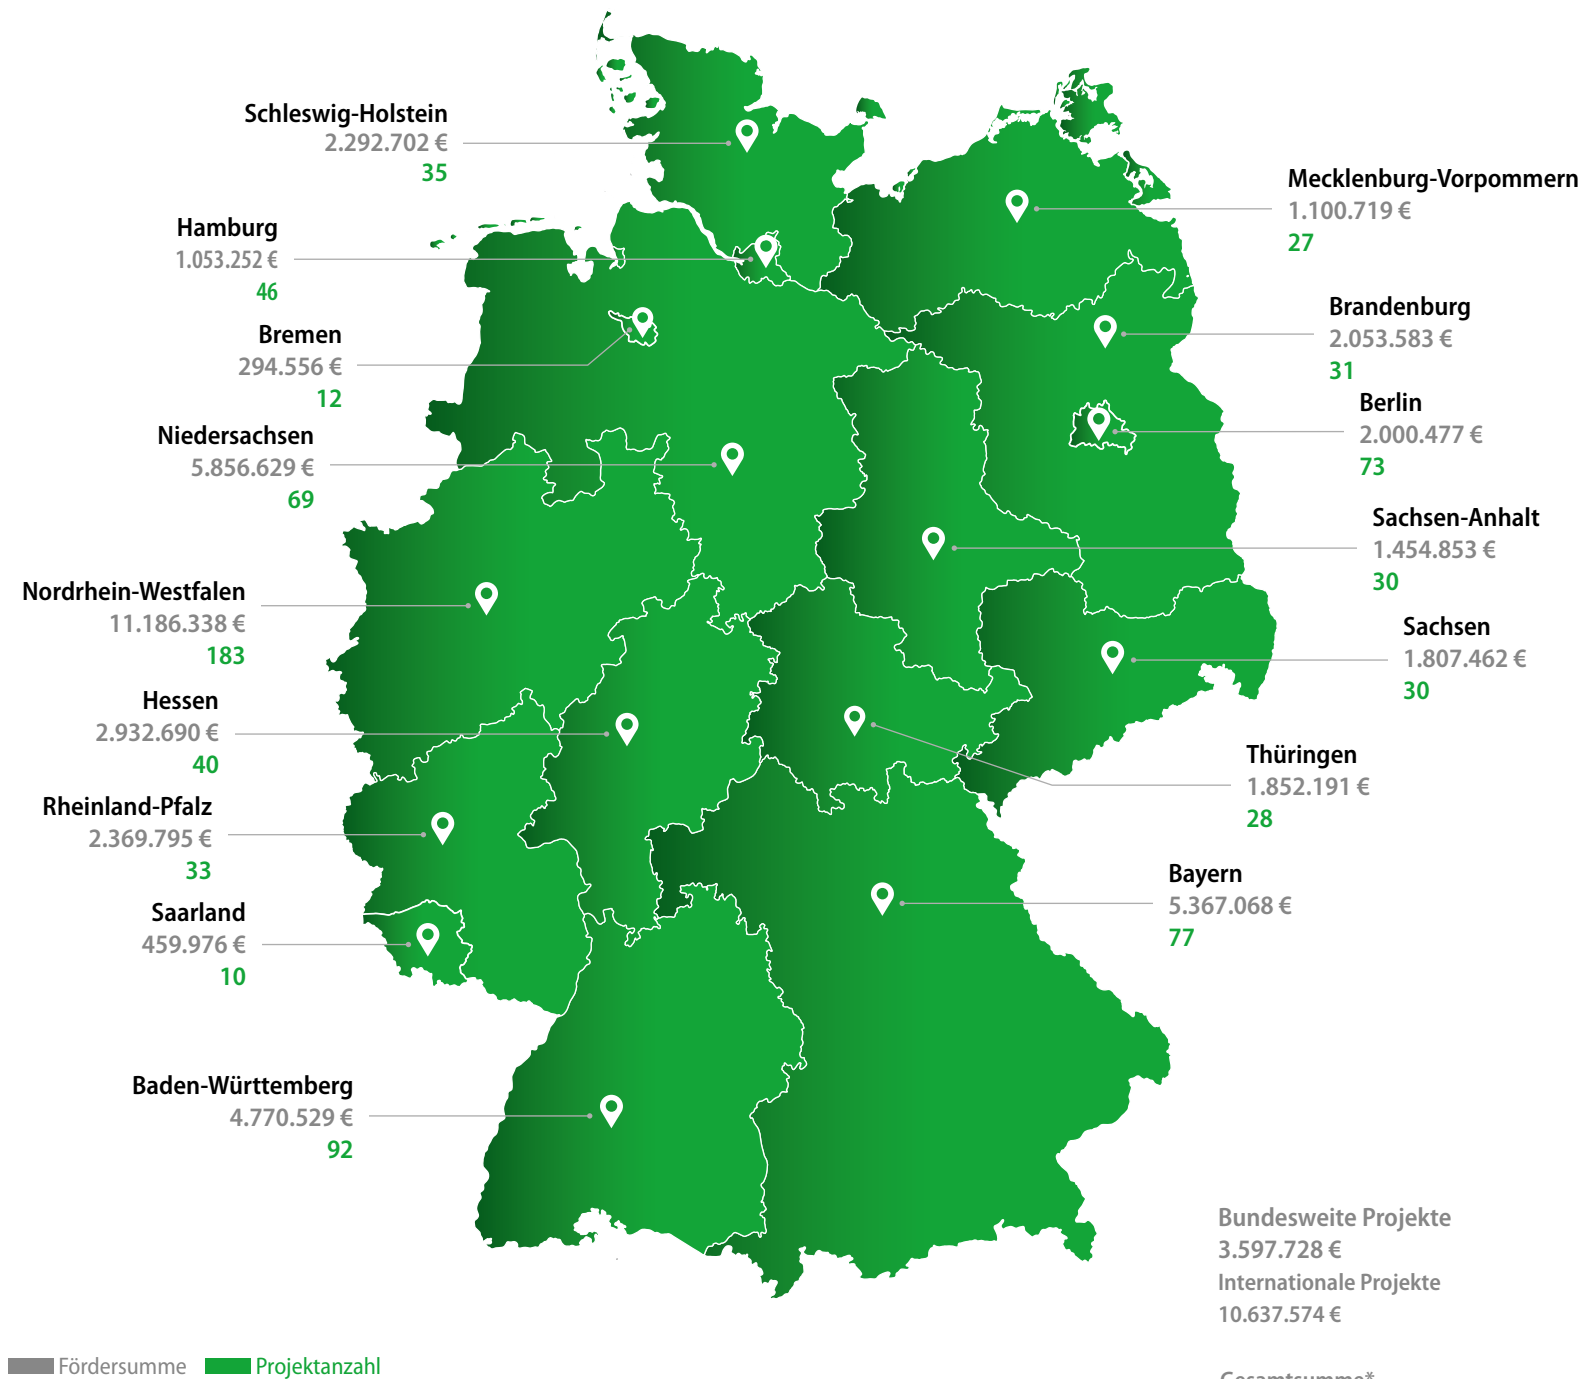 Schleswig-Holstein
2.292.702 €
35
Hamburg
1.053.252 €
46
Bremen
294.556 €
12
Niedersachsen
5.856.629 €
69
Nordrhein-Westfalen
11.186.338 €
183
Hessen
2.932.690 €
40
Rheinland-Pfalz
2.369.795 €
33
Saarland
459.976 €
10
Baden-Württemberg
4.770.529 €
92
Mecklenburg-Vorpommern
1.100.719 €
27
Brandenburg
2.053.583 €
31
Berlin
2.000.477 €
73
Sachsen-Anhalt
1.454.853 €
30
Sachsen
1.807.462 €
30
Thüringen
1.852.191 €
28
Bayern
5.367.068 €
77
Bundesweite Projekte
3.597.728 €
Internationale Projekte
10.637.574 €
Fördersumme Projektanzahl
Gesamtsumme*